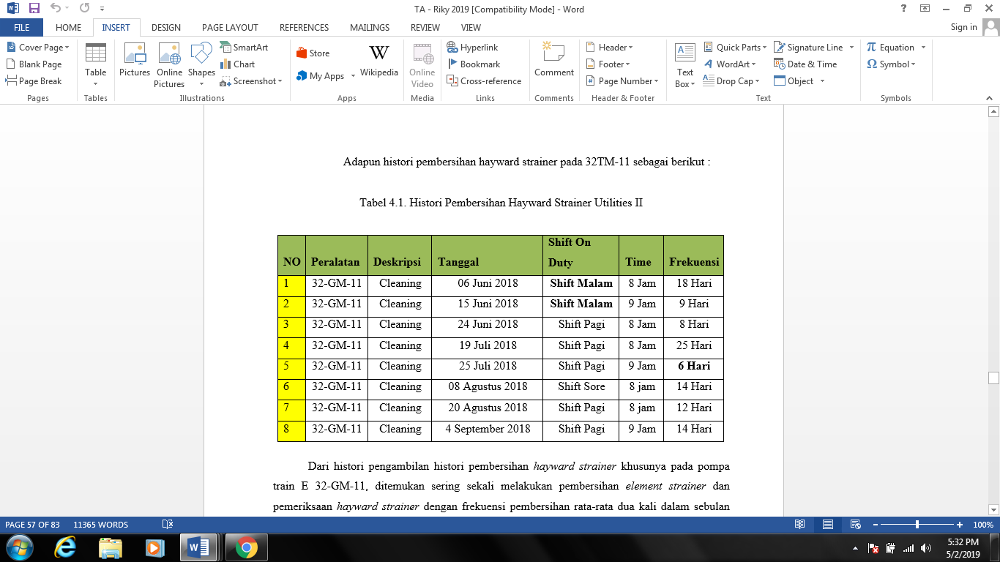 TA - Riky 2019 [Compatibility Mode] - Word
FILE HOME INSERT DESIGN PAGE LAYOUT REFERENCES MAILINGS REVIEW VIEW Sign in
Cover Page
Blank Page
Page Break
Pages
Table
Tables
Pictures
Online Pictures
Shapes
SmartArt
Chart
Screenshot
Illustrations
Store
My Apps
W
Wikipedia
Apps
Online Video
Media
Hyperlink
Bookmark
Cross-reference
Links
Comment
Comments
Header
Footer
Page Number
Header & Footer
Text Box
Quick Parts
WordArt
Drop Cap
Signature Line
Date & Time
Object
Text
π Equation
Ω Symbol
Symbols
Adapun histori pembersihan hayward strainer pada 32TM-11 sebagai berikut :
Tabel 4.1. Histori Pembersihan Hayward Strainer Utilities II
NO Peralatan Deskripsi Tanggal Shift On Duty Time Frekuensi
1 32-GM-11 Cleaning 06 Juni 2018 Shift Malam 8 Jam 18 Hari
2 32-GM-11 Cleaning 15 Juni 2018 Shift Malam 9 Jam 9 Hari
3 32-GM-11 Cleaning 24 Juni 2018 Shift Pagi 8 Jam 8 Hari
4 32-GM-11 Cleaning 19 Juli 2018 Shift Pagi 8 Jam 25 Hari
5 32-GM-11 Cleaning 25 Juli 2018 Shift Pagi 9 Jam 6 Hari
6 32-GM-11 Cleaning 08 Agustus 2018 Shift Sore 8 jam 14 Hari
7 32-GM-11 Cleaning 20 Agustus 2018 Shift Pagi 8 jam 12 Hari
8 32-GM-11 Cleaning 4 September 2018 Shift Pagi 9 Jam 14 Hari
Dari histori pengambilan histori pembersihan hayward strainer khusunya pada pompa
train E 32-GM-11, ditemukan sering sekali melakukan pembersihan element strainer dan
pemeriksaan hayward strainer dengan frekuensi pembersihan rata-rata dua kali dalam sebulan
PAGE 57 OF 83 11365 WORDS 100%
5:32 PM
5/2/2019